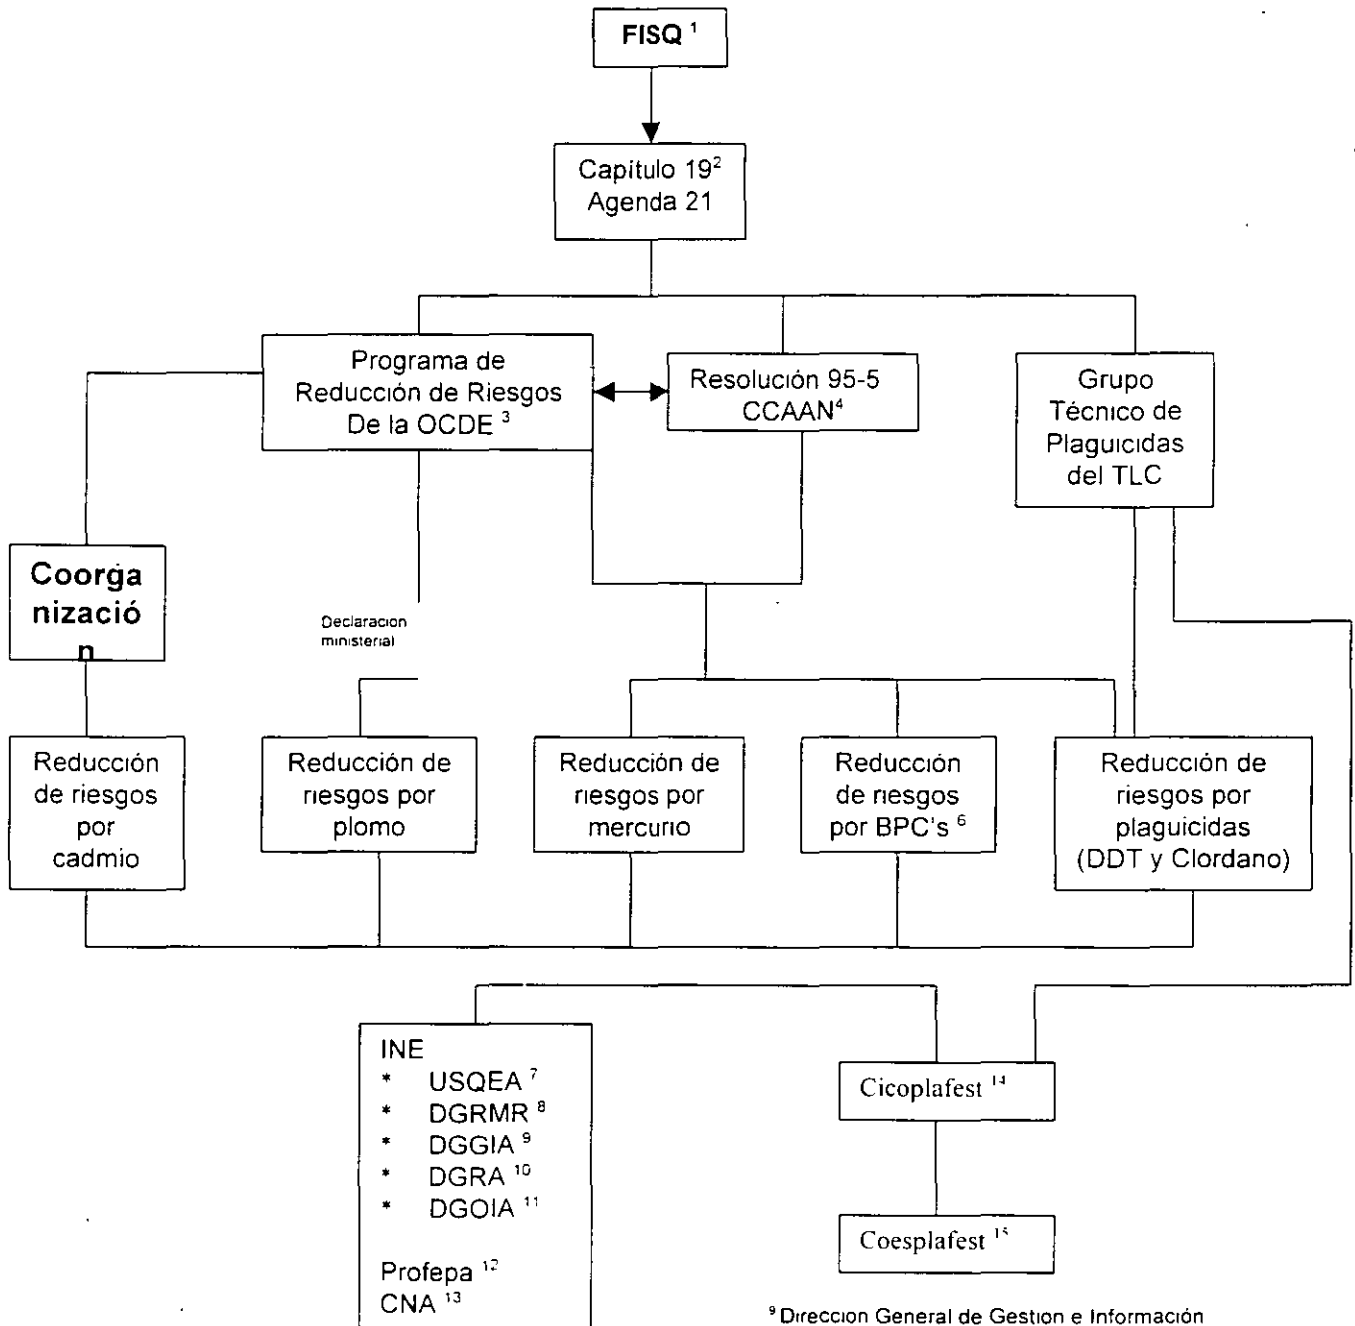 FISQ ¹
Capítulo 19²
Agenda 21
Programa de
Reducción de Riesgos
De la OCDE ³
Resolución 95-5
CCAAN⁴
Grupo
Técnico de
Plaguicidas
del TLC
Coorga
nizació
n
Declaracion
ministerial
Reducción
de riesgos
por
cadmio
Reducción de
riesgos por
plomo
Reducción de
riesgos por
mercurio
Reducción
de riesgos
por BPC's ⁶
Reducción de
riesgos por
plaguicidas
(DDT y Clordano)
INE
* USQEA ⁷
* DGRMR ⁸
* DGGIA ⁹
* DGRA ¹⁰
* DGOIA ¹¹
Profepa ¹²
CNA ¹³
Cicoplafest ¹⁴
Coesplafest ¹⁵
⁹ Direccion General de Gestion e Información